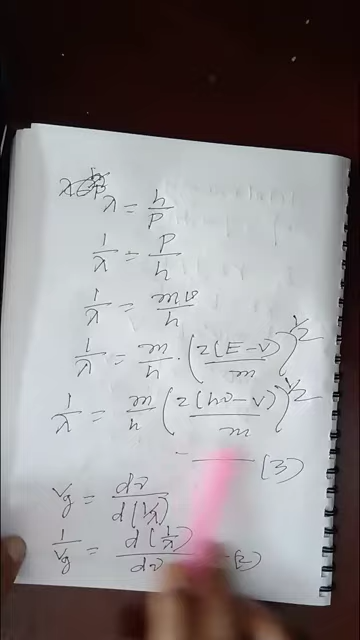 λ = h/p
1/λ = p/h
1/λ = mv/h
1/λ = m/h · (2(E-V)/m)^1/2
1/λ = m/h (2(hν-V)/m)^1/2
- ——— (3)
Vg = dν/d(1/λ)
1/Vg = d(1/λ)/dν -(2)